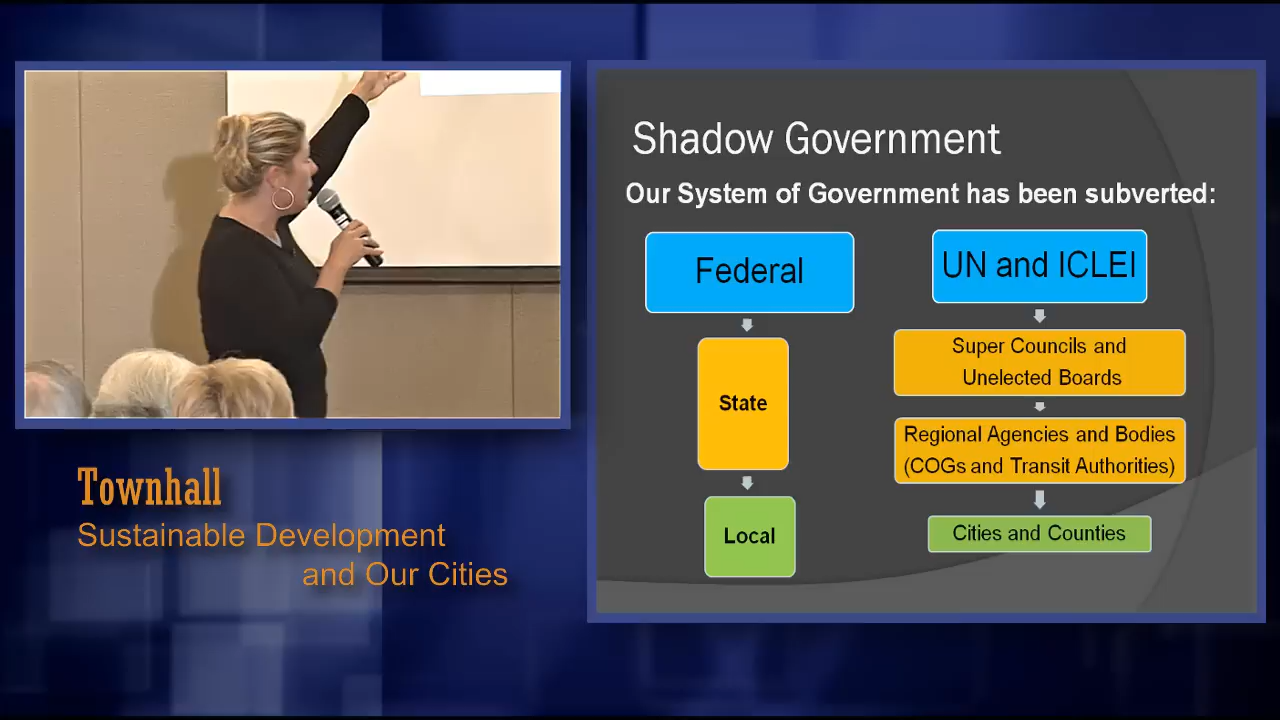 Townhall
Sustainable Development
and Our Cities
Shadow Government
Our System of Government has been subverted:
Federal
State
Local
UN and ICLEI
Super Councils and
Unelected Boards
Regional Agencies and Bodies
(COGs and Transit Authorities)
Cities and Counties